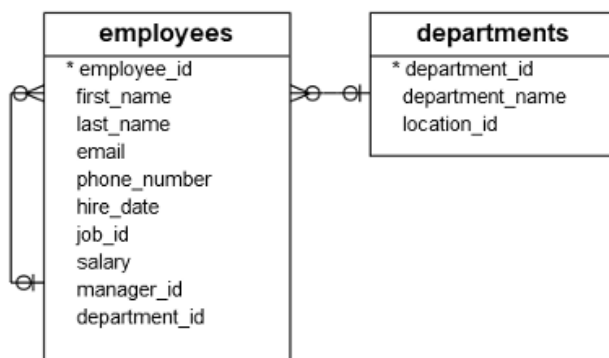 employees
* employee_id
first_name
last_name
email
phone_number
hire_date
job_id
salary
manager_id
department_id
departments
* department_id
department_name
location_id